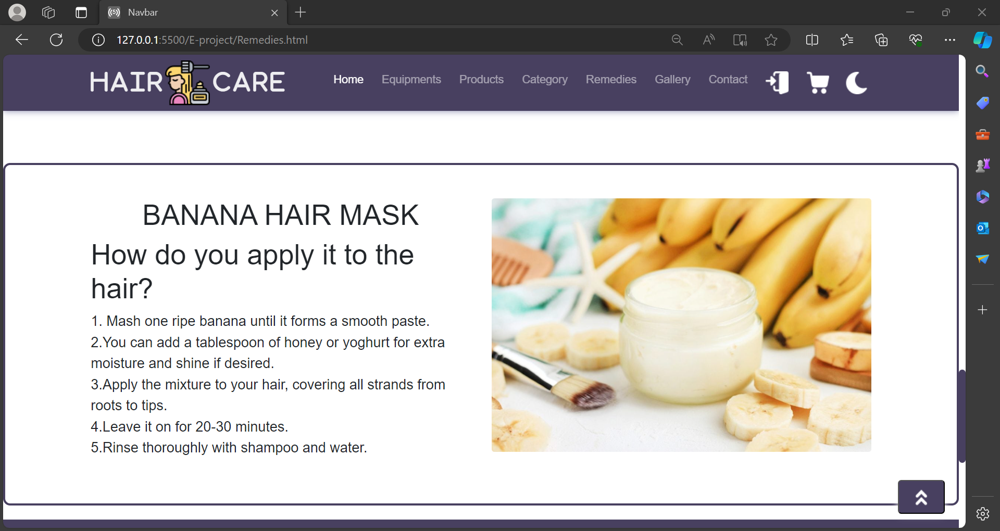 Navbar
127.0.0.1:5500/E-project/Remedies.html
HAIR CARE
Home Equipments Products Category Remedies Gallery Contact
BANANA HAIR MASK
How do you apply it to the
hair?
1. Mash one ripe banana until it forms a smooth paste.
2.You can add a tablespoon of honey or yoghurt for extra
moisture and shine if desired.
3.Apply the mixture to your hair, covering all strands from
roots to tips.
4.Leave it on for 20-30 minutes.
5.Rinse thoroughly with shampoo and water.